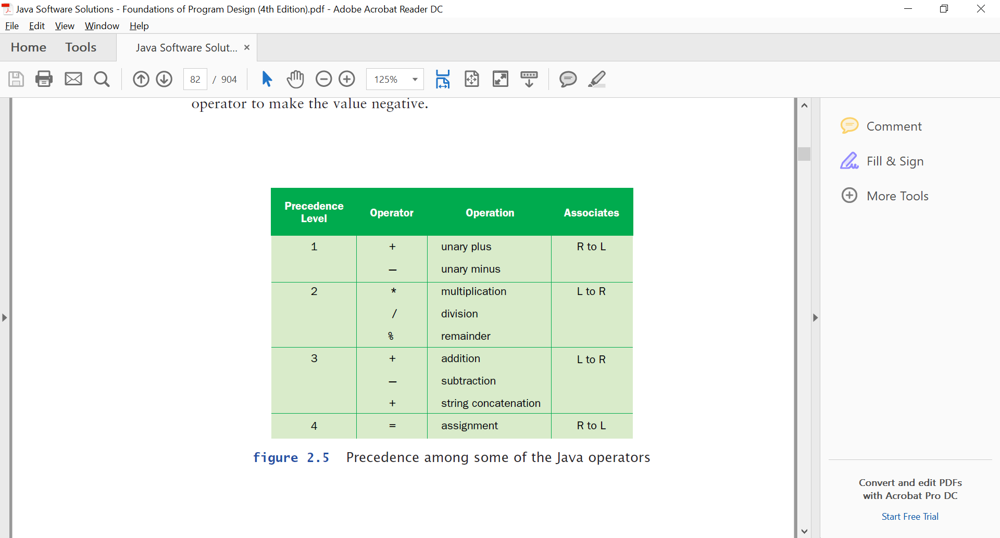 Java Software Solutions - Foundations of Program Design (4th Edition).pdf - Adobe Acrobat Reader DC
File Edit View Window Help
Home Tools Java Software Solut... ×
82 / 904 125%
operator to make the value negative.
Comment
Fill & Sign
More Tools
Precedence
Level Operator Operation Associates
1 + unary plus R to L
– unary minus
2 * multiplication L to R
/ division
% remainder
3 + addition L to R
– subtraction
+ string concatenation
4 = assignment R to L
figure 2.5 Precedence among some of the Java operators
Convert and edit PDFs
with Acrobat Pro DC
Start Free Trial